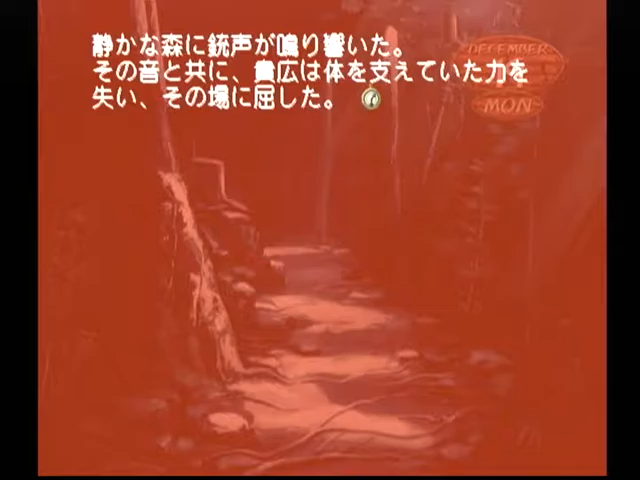 静かな森に銃声が鳴り響いた。
その音と共に、貴広は体を支えていた力を
失い、その場に屈した。
DECEMBER
MON